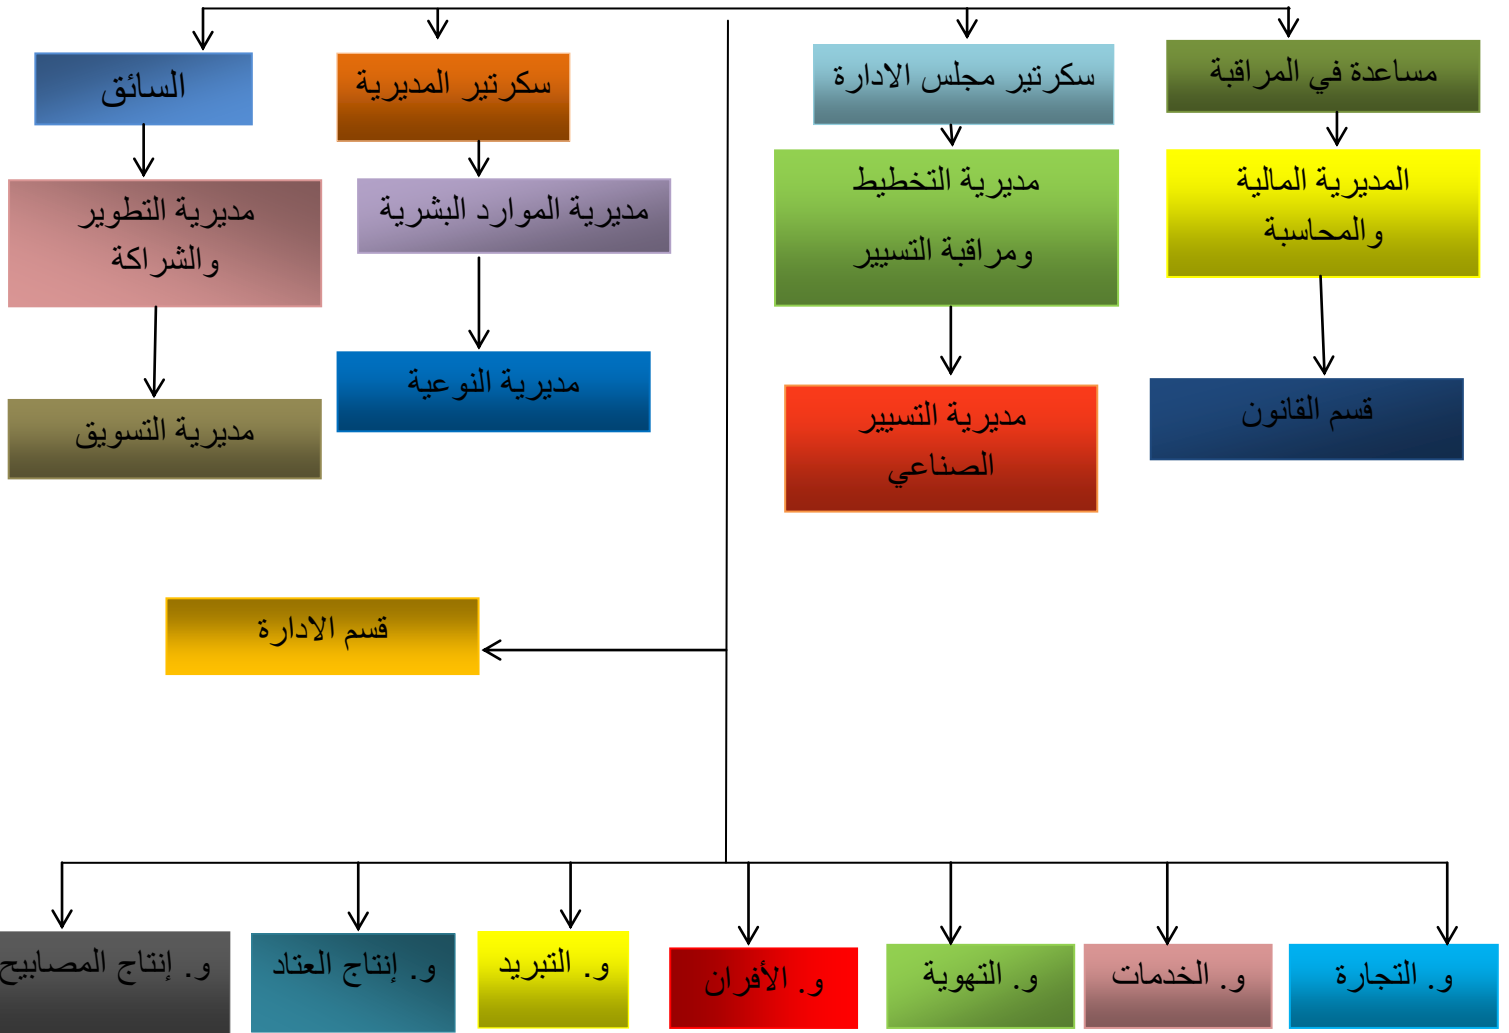 مساعدة في المراقبة
سكرتير مجلس الادارة
سكرتير المديرية
السائق
المديرية المالية
والمحاسبة
مديرية التخطيط
ومراقبة التسيير
مديرية الموارد البشرية
مديرية التطوير
والشراكة
قسم القانون
مديرية التسيير
الصناعي
مديرية النوعية
مديرية التسويق
قسم الادارة
و. التجارة
و. الخدمات
و. التهوية
و. الأفران
و. التبريد
و. إنتاج العتاد
و. إنتاج المصابيح